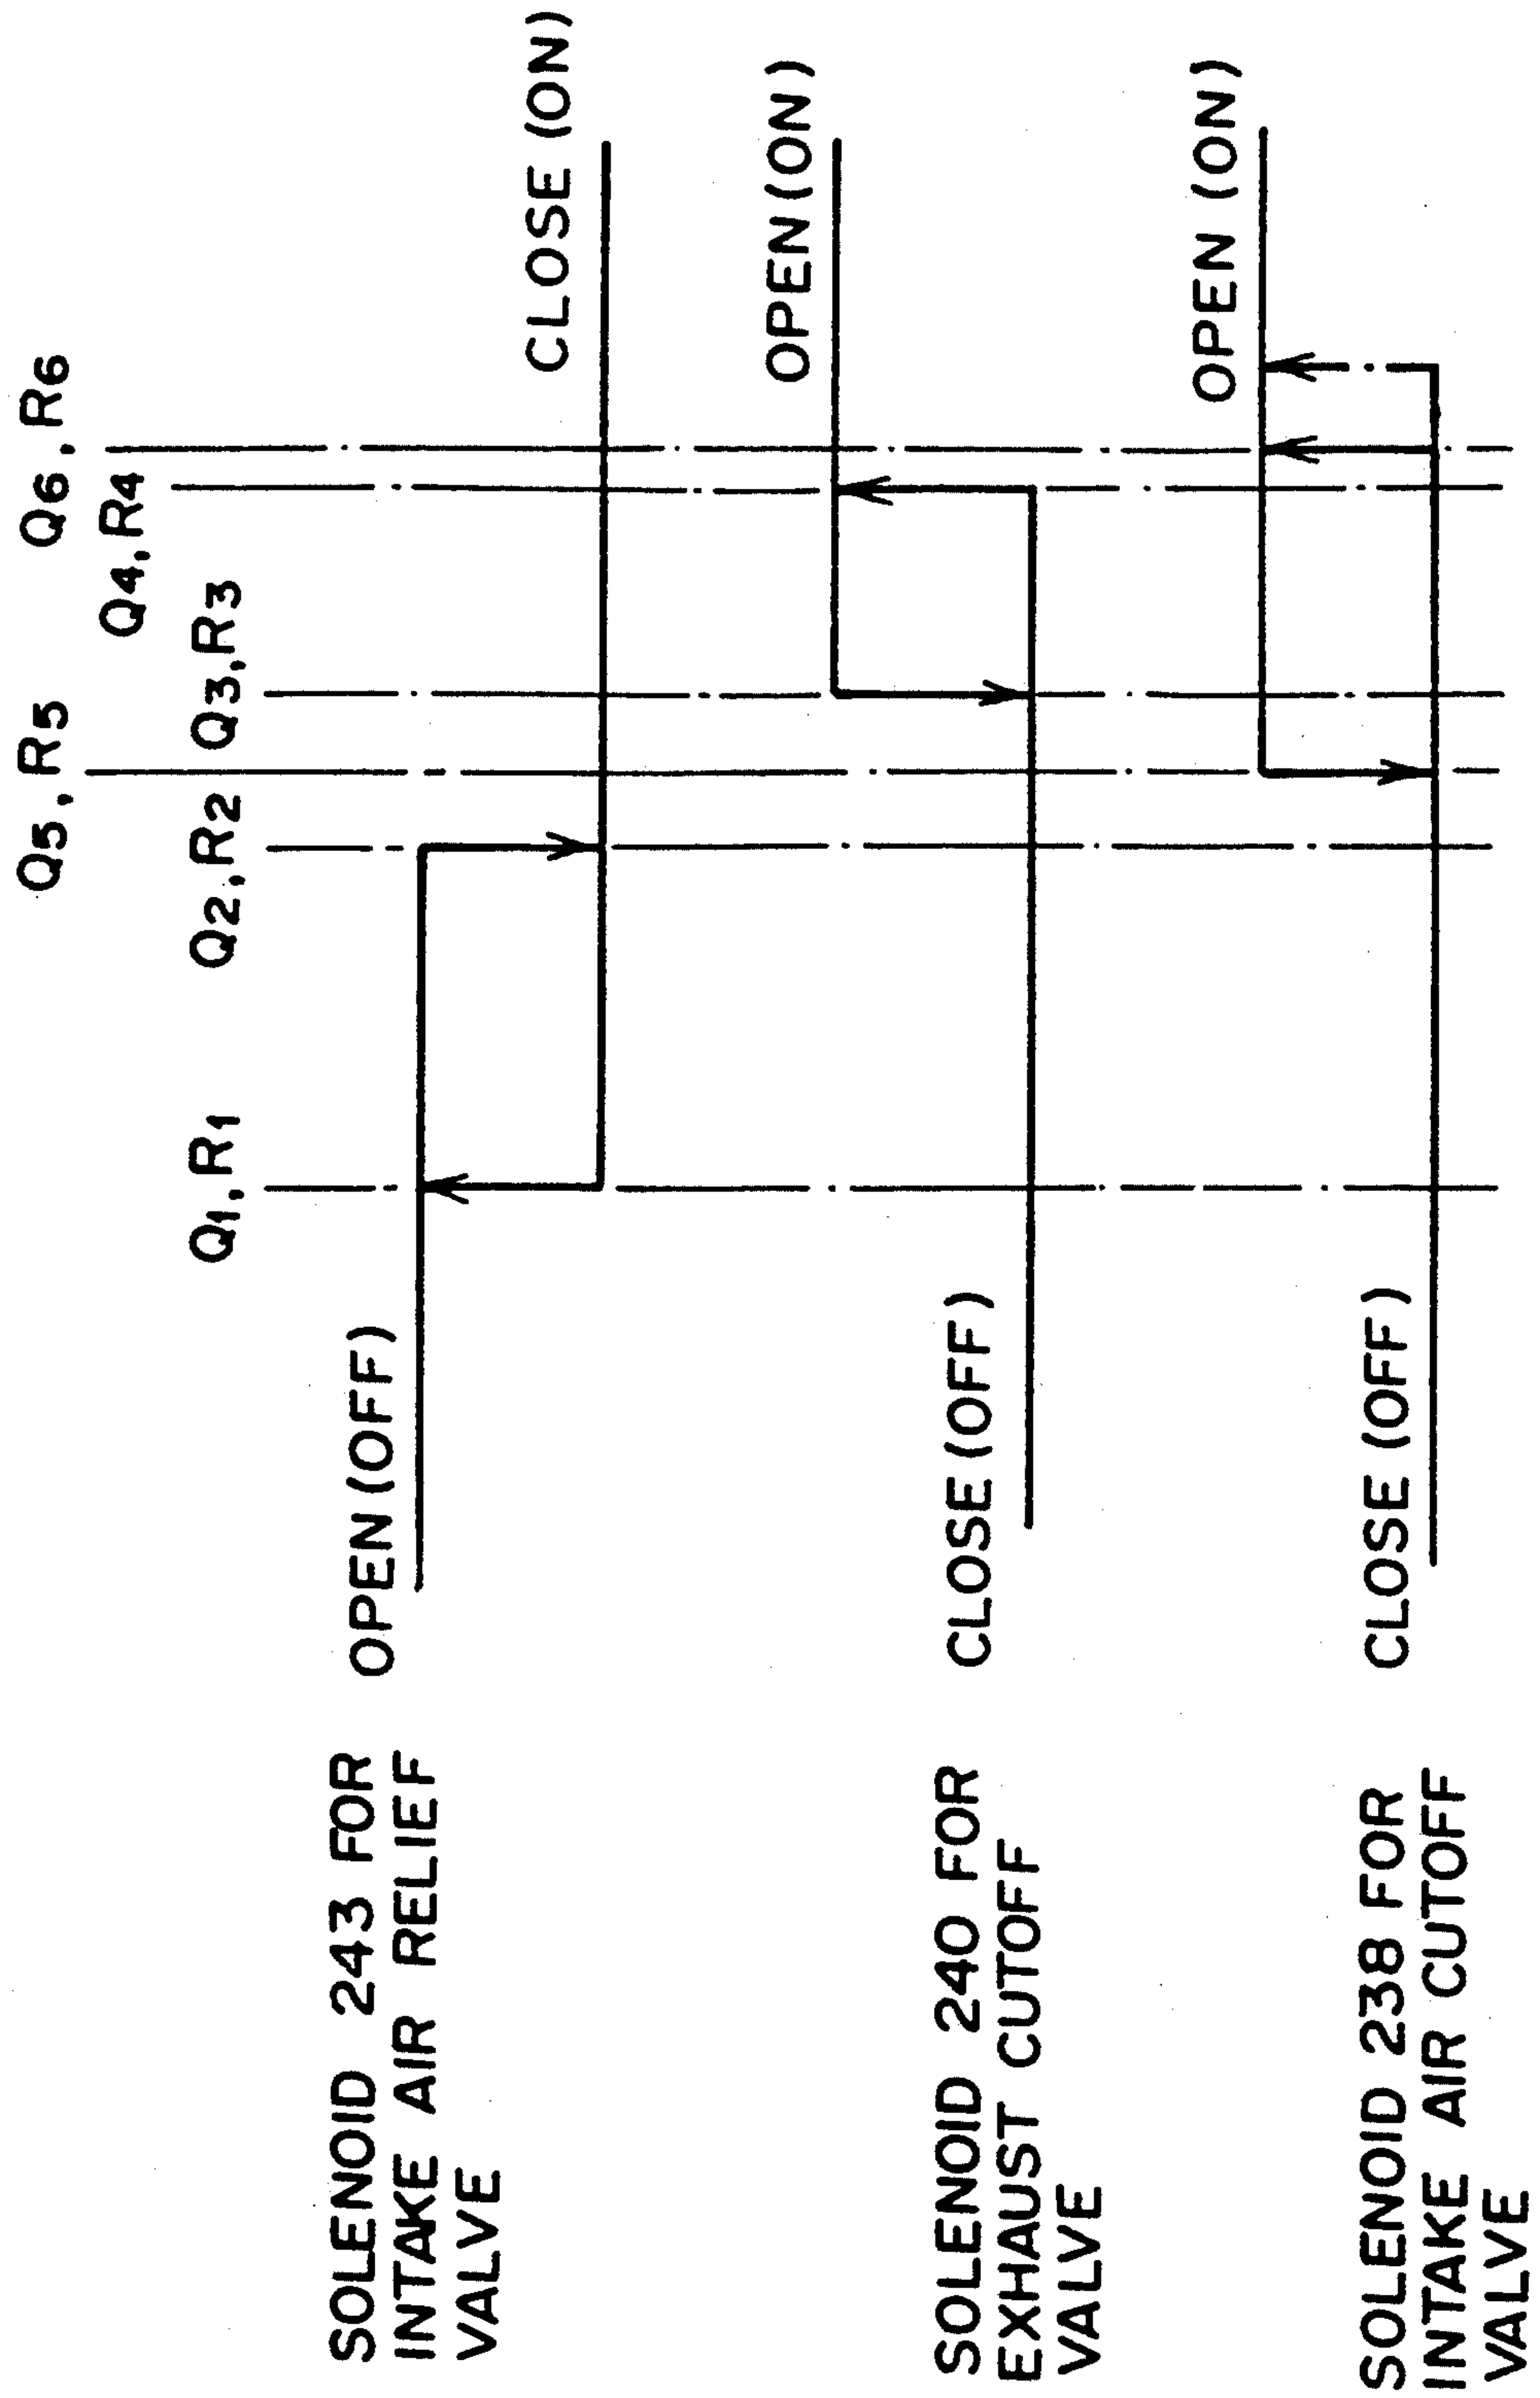 Q5, R5 Q6, R6
Q4, R4
Q1, R1 Q2, R2 Q3, R3
SOLENOID 243 FOR
INTAKE AIR RELIEF
VALVE
OPEN (OFF)
CLOSE (ON)
SOLENOID 240 FOR
EXHAUST CUTOFF
VALVE
CLOSE (OFF)
OPEN (ON)
SOLENOID 238 FOR
INTAKE AIR CUTOFF
VALVE
CLOSE (OFF)
OPEN (ON)